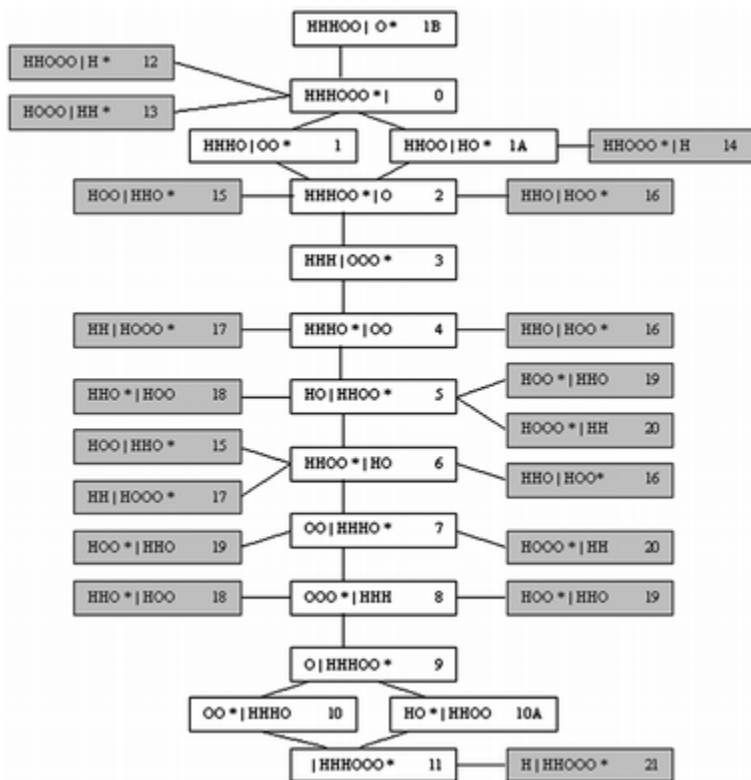 HHHOO | O * 1B
HHOOO | H * 12
HHHOOO * | 0
HOOO | HH * 13
HHHO | OO * 1
HHOO | HO * 1A
HHOOO * | H 14
HOO | HHO * 15
HHHOO * | O 2
HHO | HOO * 16
HHH | OOO * 3
HH | HOOO * 17
HHHO * | OO 4
HHO | HOO * 16
HHO * | HOO 18
HO | HHOO * 5
HOO * | HHO 19
HOOO * | HH 20
HOO | HHO * 15
HHOO * | HO 6
HHO | HOO* 16
HH | HOOO * 17
HOO * | HHO 19
OO | HHHO * 7
HOOO * | HH 20
HHO * | HOO 18
OOO * | HHH 8
HOO * | HHO 19
O | HHHOO * 9
OO * | HHHO 10
HO * | HHOO 10A
| HHHOOO * 11
H | HHOOO * 21